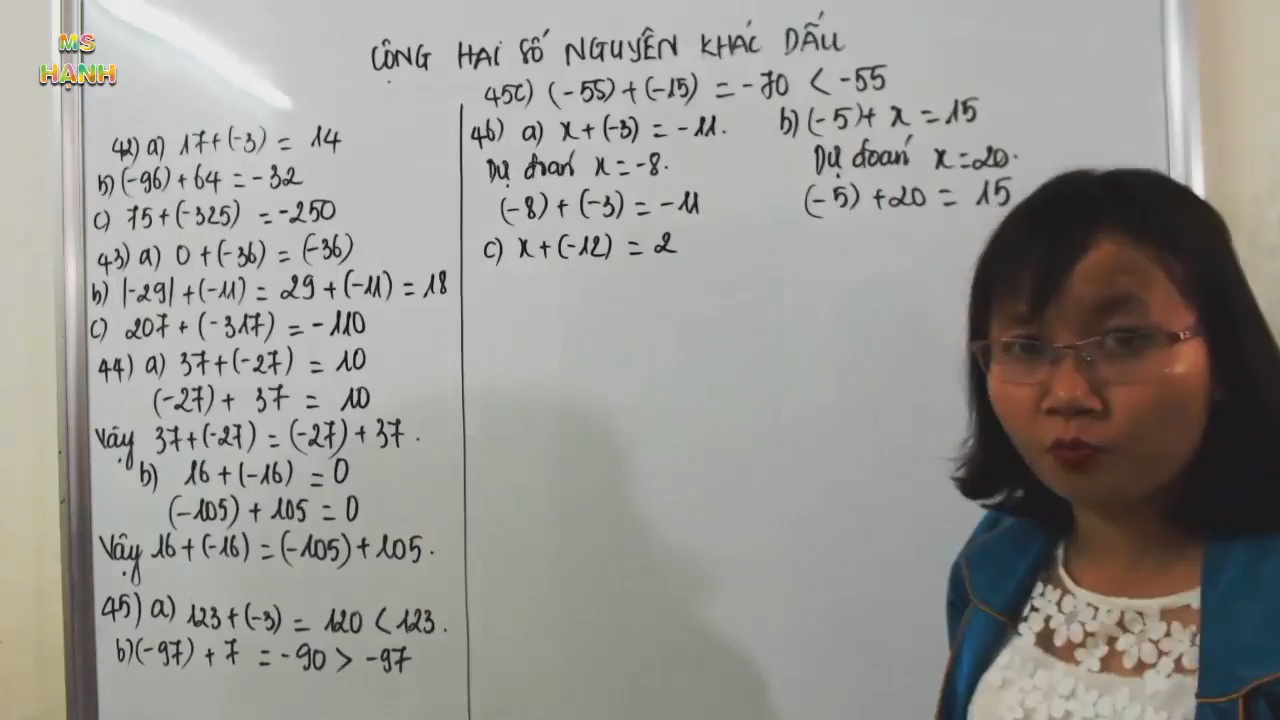 MS
HẠNH
CỘNG HAI SỐ NGUYÊN KHÁC DẤU
42) a) 17+(-3) = 14
b) (-96) + 64 = -32
c) 75 + (-325) = -250
43) a) 0 + (-36) = (-36)
b) |-29| + (-11) = 29 + (-11) = 18
c) 207 + (-317) = -110
44) a) 37+(-27) = 10
(-27) + 37 = 10
Vậy 37+(-27) = (-27) + 37.
b) 16 + (-16) = 0
(-105) + 105 = 0
Vậy 16 + (-16) = (-105) + 105.
45) a) 123 + (-3) = 120 < 123.
b) (-97) + 7 = -90 > -97
45c) (-55) + (-15) = -70 < -55
46) a) x + (-3) = -11.
Dự đoán x = -8.
(-8) + (-3) = -11
b) (-5) + x = 15
Dự đoán x = 20.
(-5) + 20 = 15
c) x + (-12) = 2